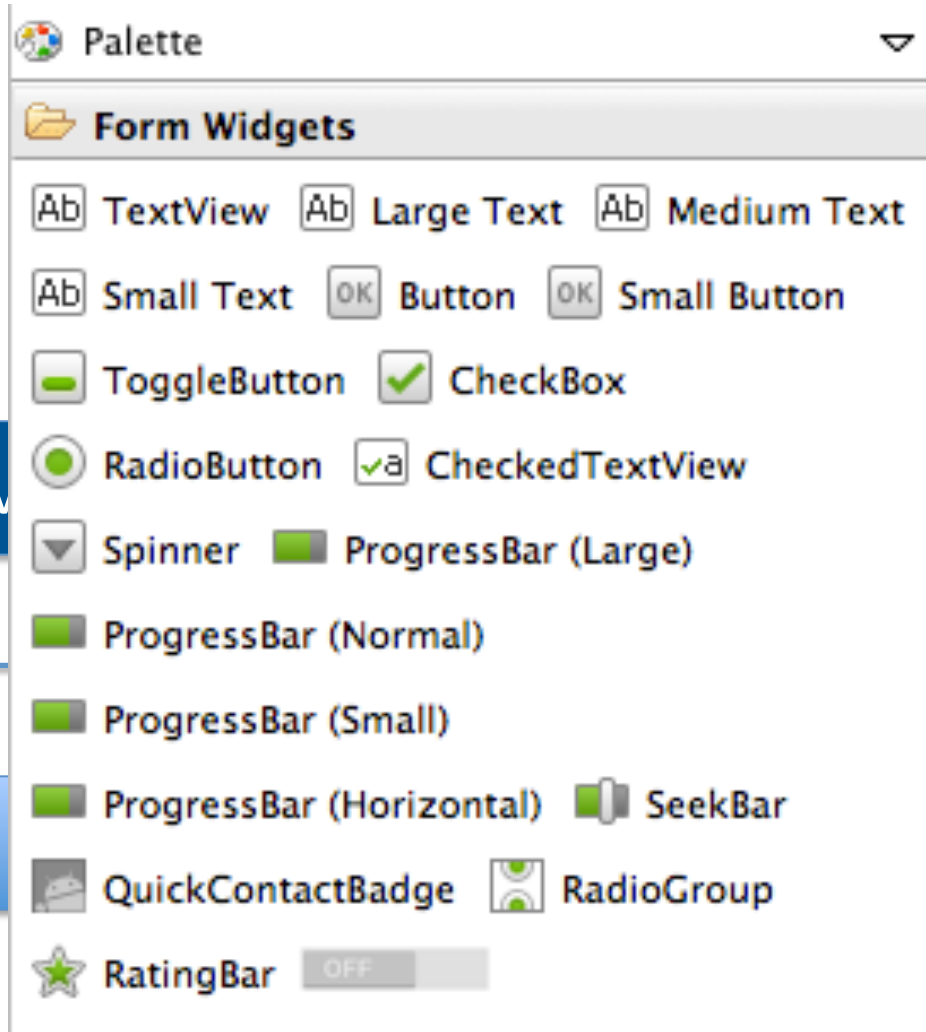 Palette
Form Widgets
Ab TextView Ab Large Text Ab Medium Text
Ab Small Text OK Button OK Small Button
ToggleButton CheckBox
RadioButton a CheckedTextView
Spinner ProgressBar (Large)
ProgressBar (Normal)
ProgressBar (Small)
ProgressBar (Horizontal) SeekBar
QuickContactBadge RadioGroup
RatingBar OFF